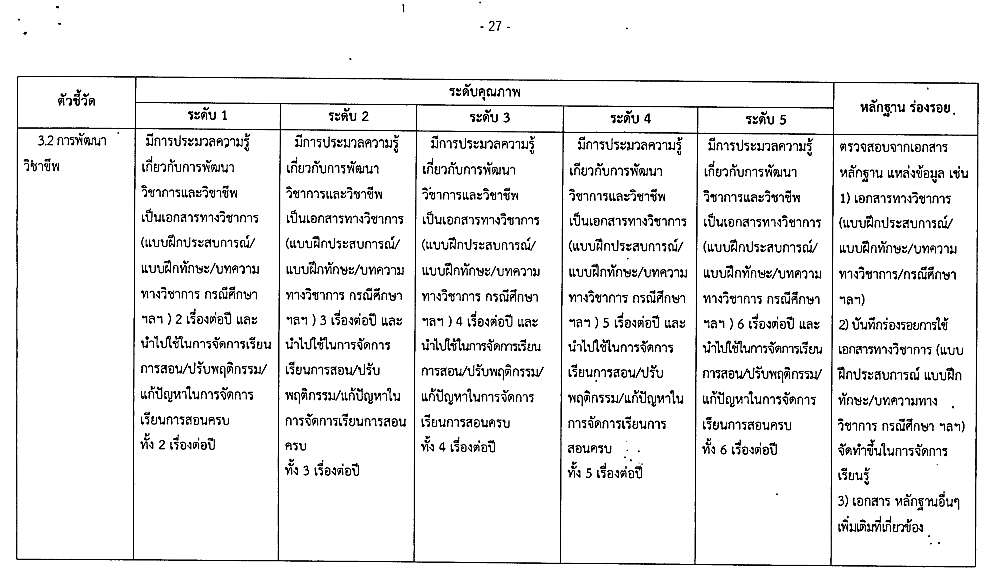 - 27 -
ตัวชี้วัด
ระดับคุณภาพ
หลักฐาน ร่องรอย
ระดับ 1
ระดับ 2
ระดับ 3
ระดับ 4
ระดับ 5
3.2 การพัฒนา
วิชาชีพ
มีการประมวลความรู้
เกี่ยวกับการพัฒนา
วิชาการและวิชาชีพ
เป็นเอกสารทางวิชาการ
(แบบฝึกประสบการณ์/
แบบฝึกทักษะ/บทความ
ทางวิชาการ กรณีศึกษา
ฯลฯ ) 2 เรื่องต่อปี และ
นำไปใช้ในการจัดการเรียน
การสอน/ปรับพฤติกรรม/
แก้ปัญหาในการจัดการ
เรียนการสอนครบ
ทั้ง 2 เรื่องต่อปี
มีการประมวลความรู้
เกี่ยวกับการพัฒนา
วิชาการและวิชาชีพ
เป็นเอกสารทางวิชาการ
(แบบฝึกประสบการณ์/
แบบฝึกทักษะ/บทความ
ทางวิชาการ กรณีศึกษา
ฯลฯ ) 3 เรื่องต่อปี และ
นำไปใช้ในการจัดการ
เรียนการสอน/ปรับ
พฤติกรรม/แก้ปัญหาใน
การจัดการเรียนการสอน
ครบ
ทั้ง 3 เรื่องต่อปี
มีการประมวลความรู้
เกี่ยวกับการพัฒนา
วิชาการและวิชาชีพ
เป็นเอกสารทางวิชาการ
(แบบฝึกประสบการณ์/
แบบฝึกทักษะ/บทความ
ทางวิชาการ กรณีศึกษา
ฯลฯ ) 4 เรื่องต่อปี และ
นำไปใช้ในการจัดการเรียน
การสอน/ปรับพฤติกรรม/
แก้ปัญหาในการจัดการ
เรียนการสอนครบ
ทั้ง 4 เรื่องต่อปี
มีการประมวลความรู้
เกี่ยวกับการพัฒนา
วิชาการและวิชาชีพ
เป็นเอกสารทางวิชาการ
(แบบฝึกประสบการณ์/
แบบฝึกทักษะ/บทความ
ทางวิชาการ กรณีศึกษา
ฯลฯ ) 5 เรื่องต่อปี และ
นำไปใช้ในการจัดการ
เรียนการสอน/ปรับ
พฤติกรรม/แก้ปัญหาใน
การจัดการเรียนการ
สอนครบ
ทั้ง 5 เรื่องต่อปี
มีการประมวลความรู้
เกี่ยวกับการพัฒนา
วิชาการและวิชาชีพ
เป็นเอกสารทางวิชาการ
(แบบฝึกประสบการณ์/
แบบฝึกทักษะ/บทความ
ทางวิชาการ กรณีศึกษา
ฯลฯ ) 6 เรื่องต่อปี และ
นำไปใช้ในการจัดการเรียน
การสอน/ปรับพฤติกรรม/
แก้ปัญหาในการจัดการ
เรียนการสอนครบ
ทั้ง 6 เรื่องต่อปี
ตรวจสอบจากเอกสาร
หลักฐาน แหล่งข้อมูล เช่น
1) เอกสารทางวิชาการ
(แบบฝึกประสบการณ์/
แบบฝึกทักษะ/บทความ
ทางวิชาการ/กรณีศึกษา
ฯลฯ)
2) บันทึกร่องรอยการใช้
เอกสารทางวิชาการ (แบบ
ฝึกประสบการณ์ แบบฝึก
ทักษะ/บทความทาง
วิชาการ กรณีศึกษา ฯลฯ)
จัดทำขึ้นในการจัดการ
เรียนรู้
3) เอกสาร หลักฐานอื่นๆ
เพิ่มเติมที่เกี่ยวข้อง